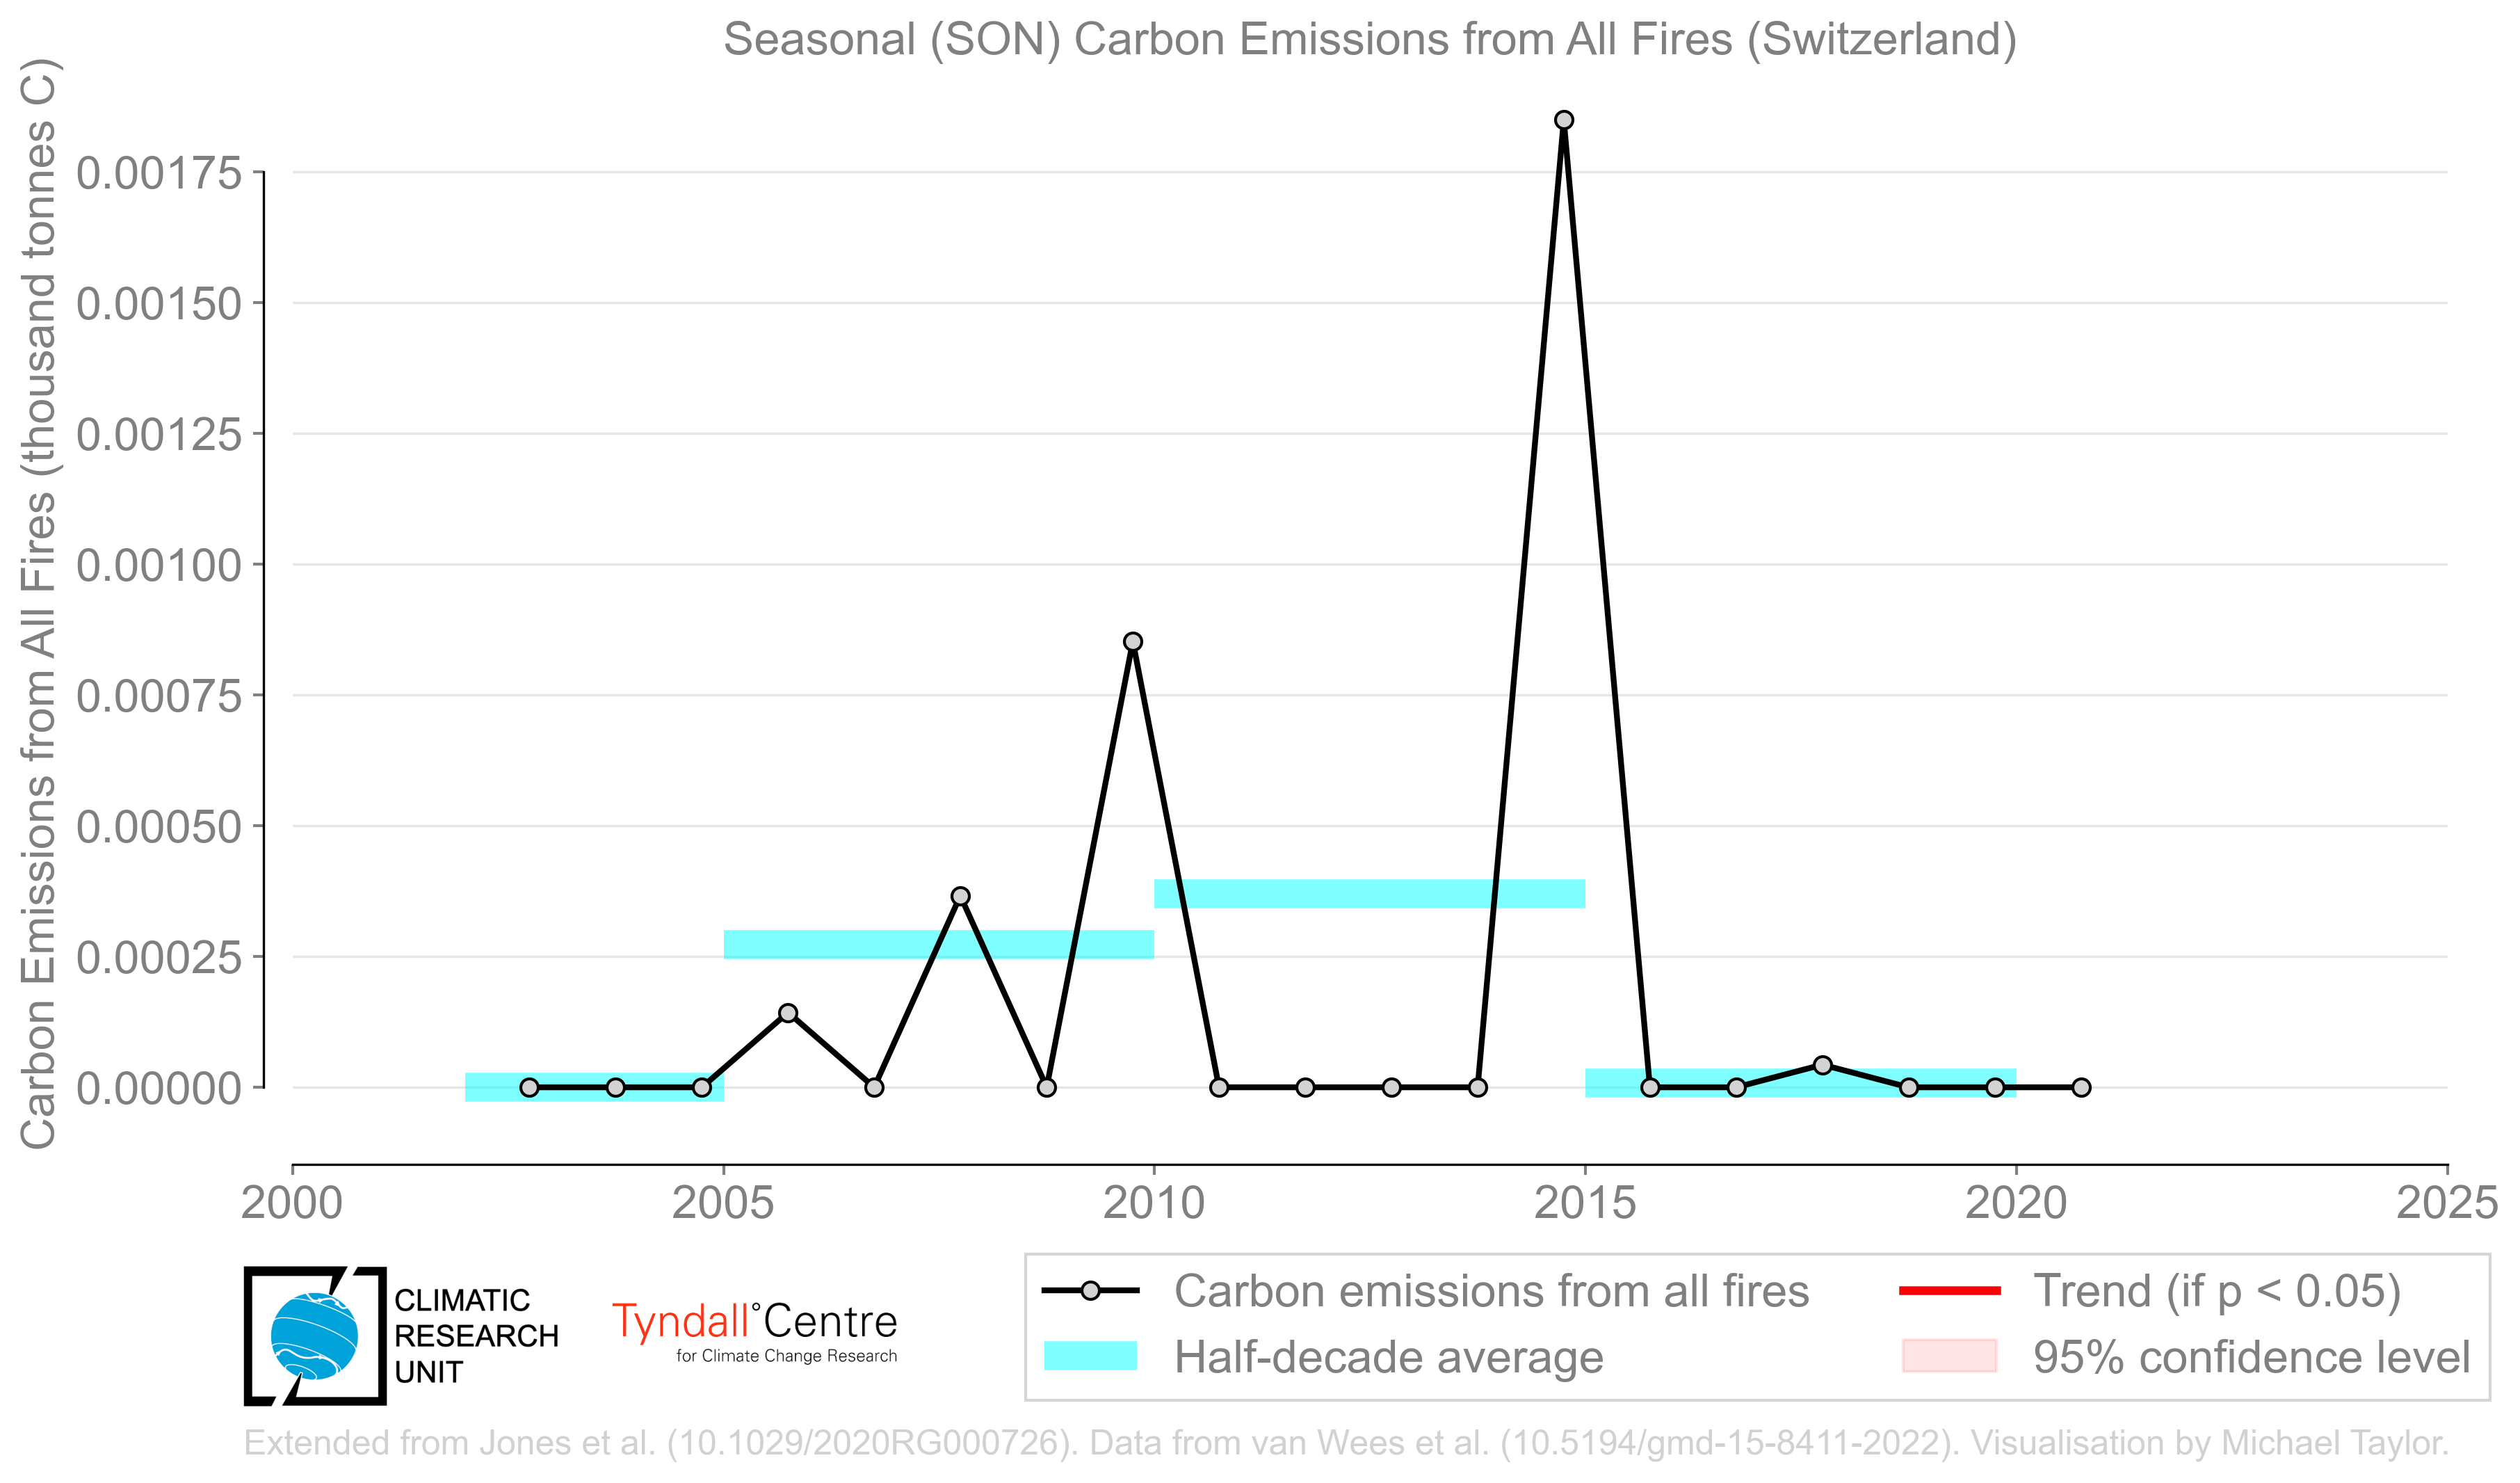 Seasonal (SON) Carbon Emissions from All Fires (Switzerland)
Carbon Emissions from All Fires (thousand tonnes C)
0.00175
0.00150
0.00125
0.00100
0.00075
0.00050
0.00025
0.00000
2000 2005 2010 2015 2020 2025
CLIMATIC
RESEARCH
UNIT
Tyndall°Centre
for Climate Change Research
Carbon emissions from all fires
Half-decade average
Trend (if p < 0.05)
95% confidence level
Extended from Jones et al. (10.1029/2020RG000726). Data from van Wees et al. (10.5194/gmd-15-8411-2022). Visualisation by Michael Taylor.